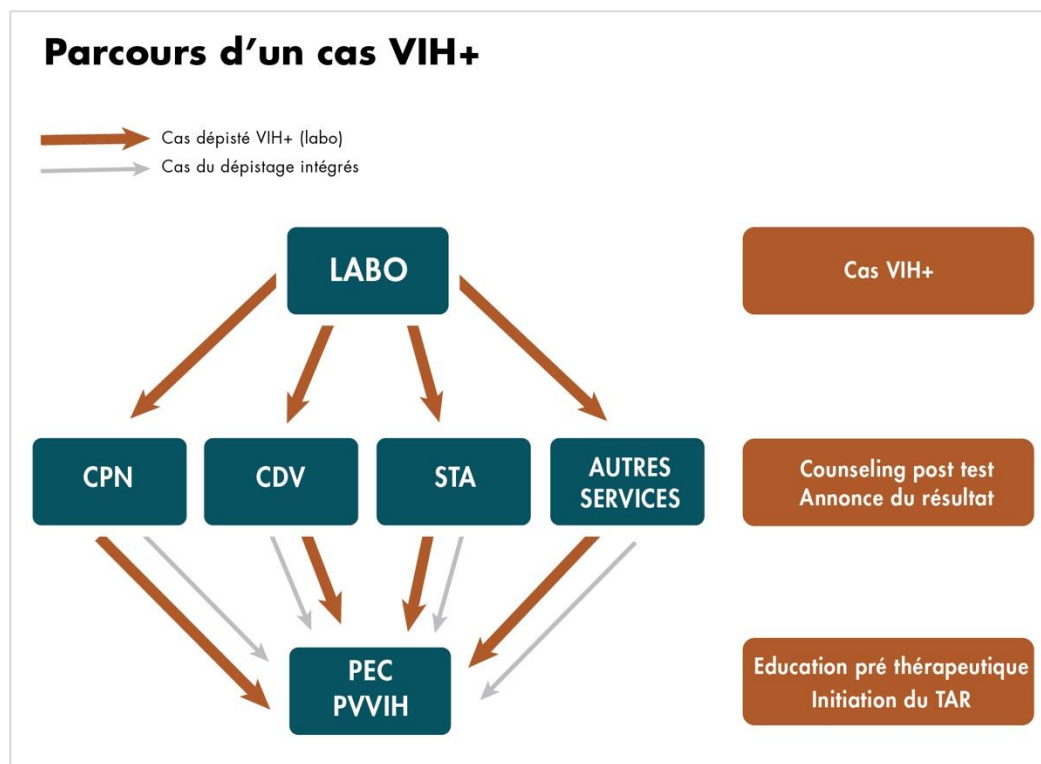 Parcours d’un cas VIH+
Cas dépisté VIH+ (labo)
Cas du dépistage intégrés
LABO
Cas VIH+
CPN
CDV
STA
AUTRES
SERVICES
Counseling post test
Annonce du résultat
PEC
PVVIH
Education pré thérapeutique
Initiation du TAR